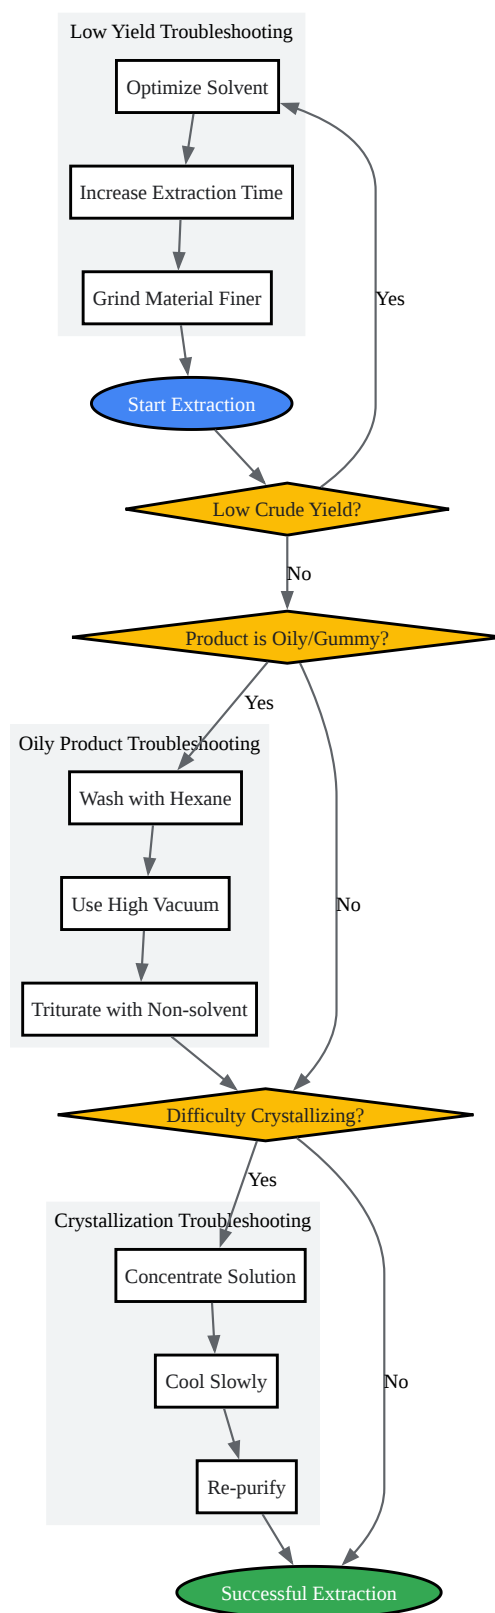 Low Yield Troubleshooting
Optimize Solvent
Increase Extraction Time
Yes
Grind Material Finer
Start Extraction
Low Crude Yield?
No
Product is Oily/Gummy?
Yes
Oily Product Troubleshooting
Wash with Hexane
Use High Vacuum
No
Triturate with Non-solvent
Difficulty Crystallizing?
Yes
Crystallization Troubleshooting
Concentrate Solution
Cool Slowly
No
Re-purify
Successful Extraction